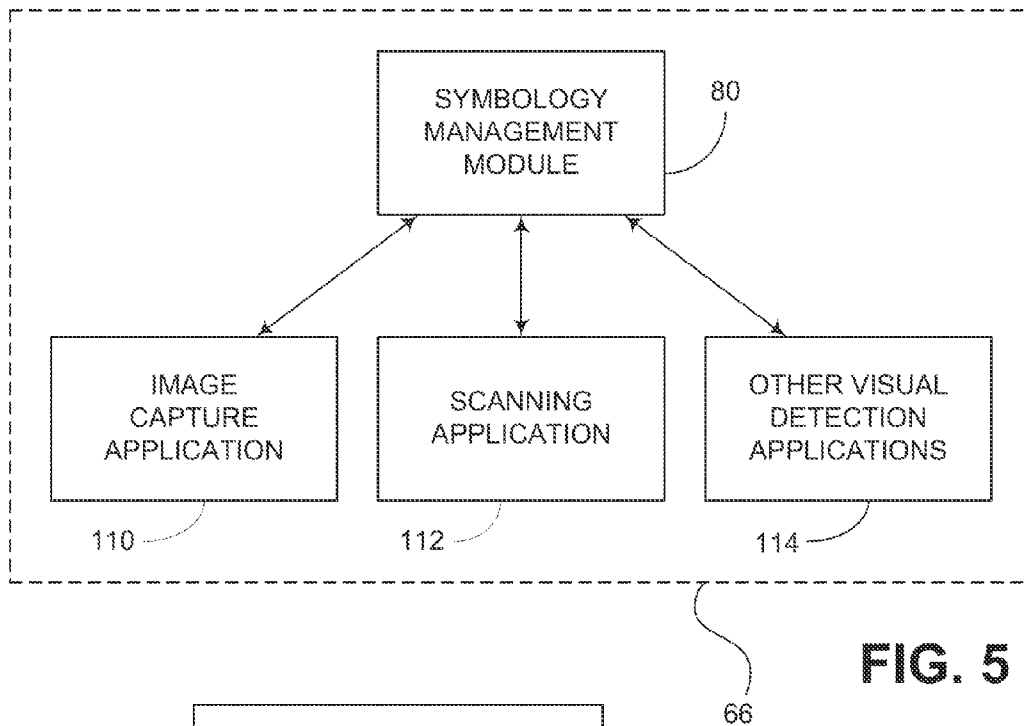 SYMBOLOGY
MANAGEMENT
MODULE
80
IMAGE
CAPTURE
APPLICATION
SCANNING
APPLICATION
OTHER VISUAL
DETECTION
APPLICATIONS
110
112
114
FIG. 5
66